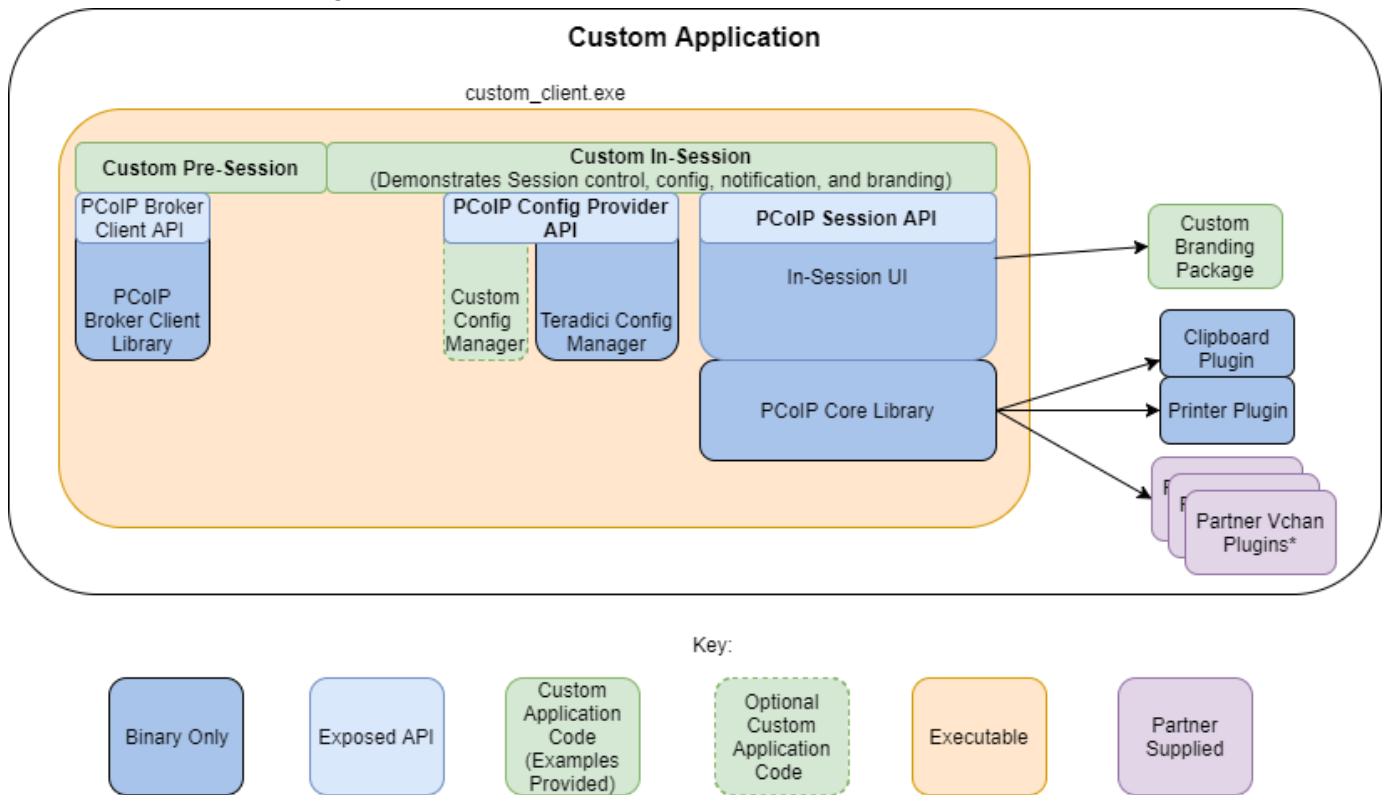 Custom Application
custom_client.exe
Custom Pre-Session
Custom In-Session
(Demonstrates Session control, config, notification, and branding)
PCoIP Broker
Client API
PCoIP Config Provider
API
PCoIP Session API
PCoIP
Broker Client
Library
Custom
Config
Manager
Teradici Config
Manager
In-Session UI
PCoIP Core Library
Custom
Branding
Package
Clipboard
Plugin
Printer Plugin
Partner Vchan
Plugins*
Key:
Binary Only
Exposed API
Custom
Application
Code
(Examples
Provided)
Optional
Custom
Application
Code
Executable
Partner
Supplied